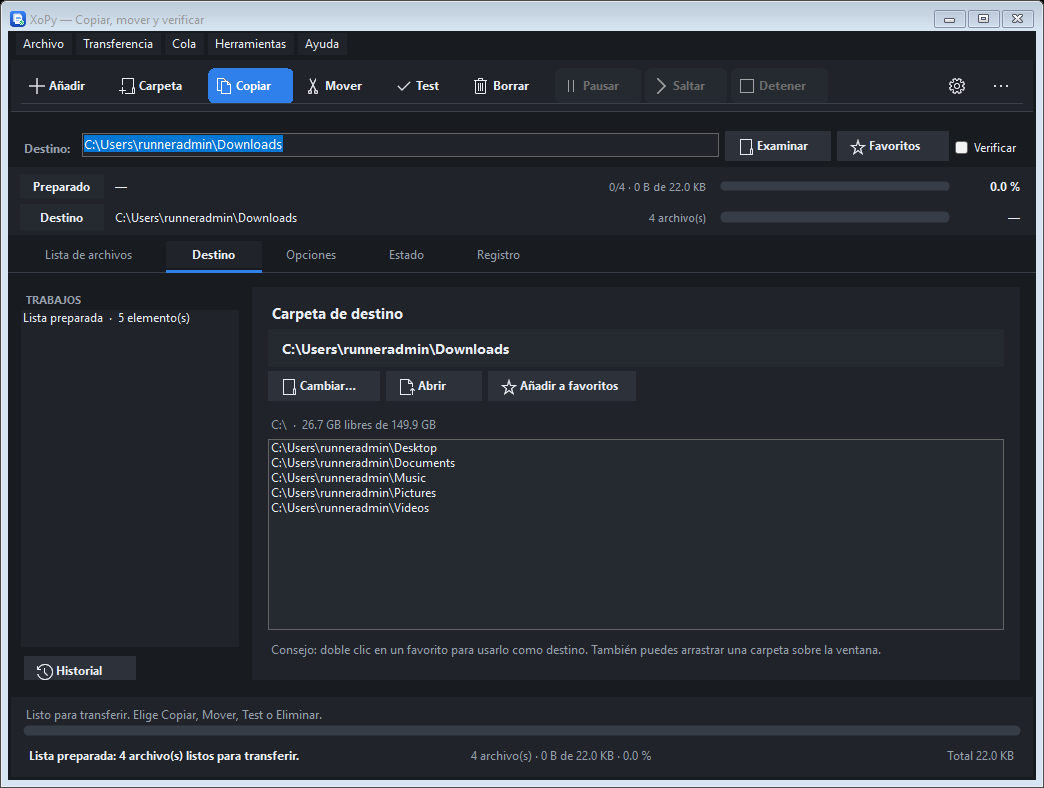 XoPy — Copiar, mover y verificar
Archivo Transferencia Cola Herramientas Ayuda
Añadir Carpeta Copiar Mover Test Borrar Pausar Saltar Detener ...
Destino: C:\Users\runneradmin\Downloads Examinar Favoritos Verificar
Preparado — 0/4 · 0 B de 22.0 KB 0.0 %
Destino C:\Users\runneradmin\Downloads 4 archivo(s) —
Lista de archivos Destino Opciones Estado Registro
TRABAJOS
Lista preparada · 5 elemento(s)
Carpeta de destino
C:\Users\runneradmin\Downloads
Cambiar... Abrir Añadir a favoritos
C:\ · 26.7 GB libres de 149.9 GB
C:\Users\runneradmin\Desktop
C:\Users\runneradmin\Documents
C:\Users\runneradmin\Music
C:\Users\runneradmin\Pictures
C:\Users\runneradmin\Videos
Consejo: doble clic en un favorito para usarlo como destino. También puedes arrastrar una carpeta sobre la ventana.
Historial
Listo para transferir. Elige Copiar, Mover, Test o Eliminar.
Lista preparada: 4 archivo(s) listos para transferir. 4 archivo(s) · 0 B de 22.0 KB · 0.0 % Total 22.0 KB